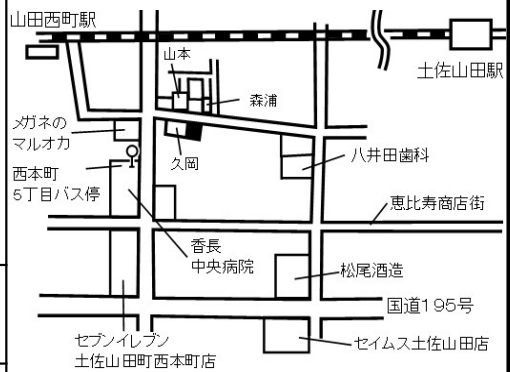 山田西町駅
土佐山田駅
山本
森浦
メガネの
マルオカ
久岡
八井田歯科
西本町
5丁目バス停
恵比寿商店街
香長
中央病院
松尾酒造
国道195号
セブンイレブン
土佐山田町西本町店
セイムス土佐山田店